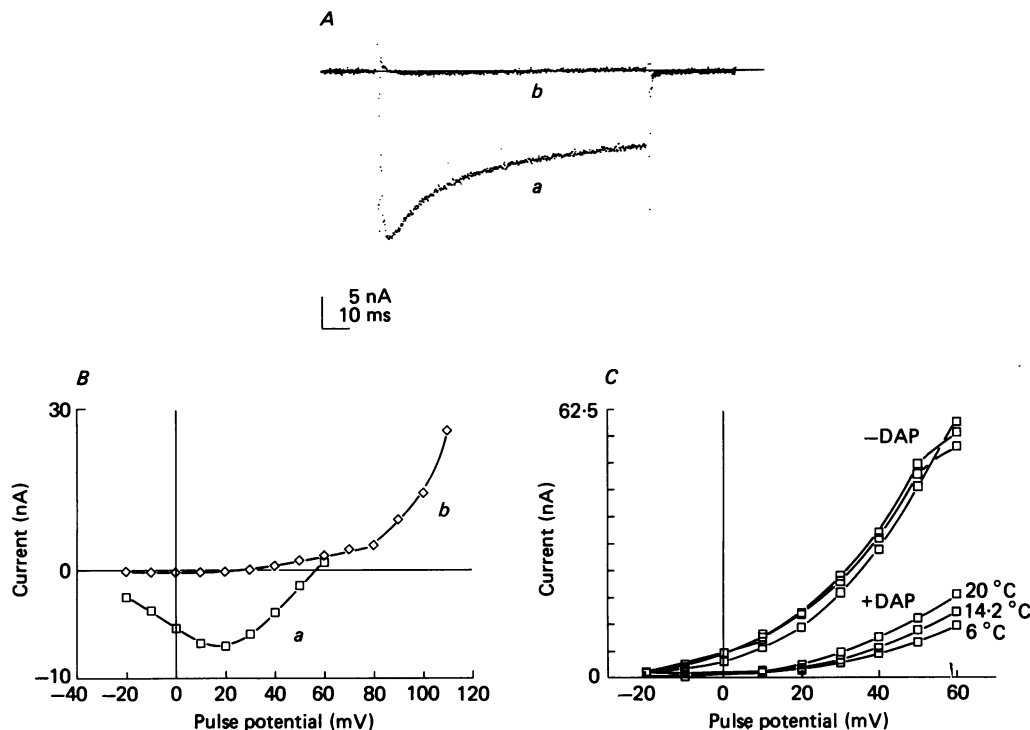 A
b
a
5 nA
10 ms
B
30
Current (nA)
0
b
a
-10
-40
-20
0
20
40
60
80
100
120
Pulse potential (mV)
C
62·5
Current (nA)
0
-DAP
+DAP
20 °C
14·2 °C
6 °C
-20
0
20
40
60
Pulse potential (mV)